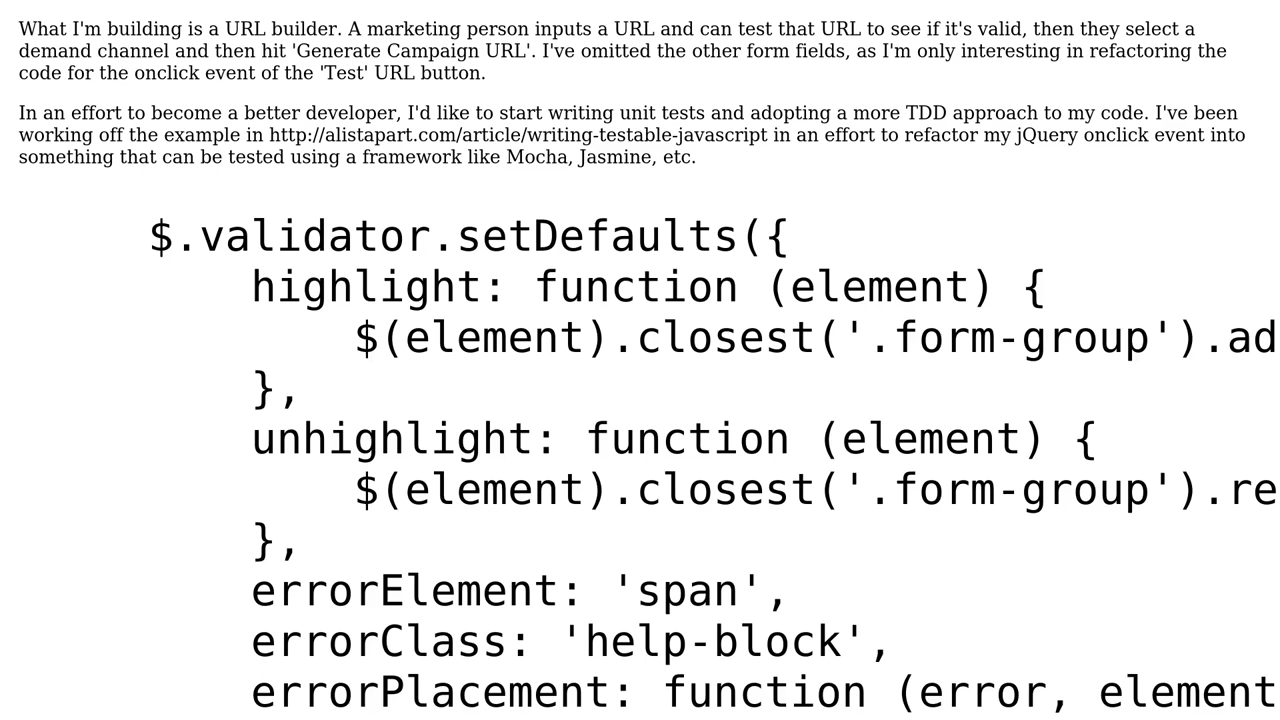 What I'm building is a URL builder. A marketing person inputs a URL and can test that URL to see if it's valid, then they select a
demand channel and then hit 'Generate Campaign URL'. I've omitted the other form fields, as I'm only interesting in refactoring the
code for the onclick event of the 'Test' URL button.
In an effort to become a better developer, I'd like to start writing unit tests and adopting a more TDD approach to my code. I've been
working off the example in http://alistapart.com/article/writing-testable-javascript in an effort to refactor my jQuery onclick event into
something that can be tested using a framework like Mocha, Jasmine, etc.
$.validator.setDefaults({
highlight: function (element) {
$(element).closest('.form-group').ad
},
unhighlight: function (element) {
$(element).closest('.form-group').re
},
errorElement: 'span',
errorClass: 'help-block',
errorPlacement: function (error, element